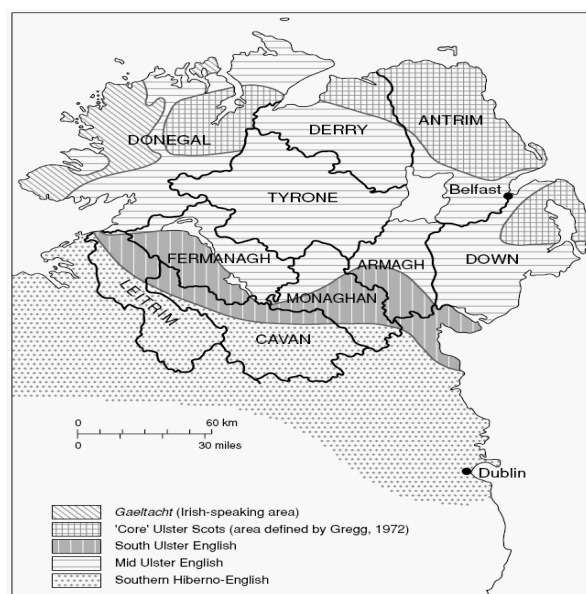 DONEGAL
DERRY
ANTRIM
TYRONE
Belfast
FERMANAGH
ARMAGH
DOWN
LEITRIM
MONAGHAN
CAVAN
0 60 km
0 30 miles
Dublin
Gaeltacht (Irish-speaking area)
'Core' Ulster Scots (area defined by Gregg, 1972)
South Ulster English
Mid Ulster English
Southern Hiberno-English